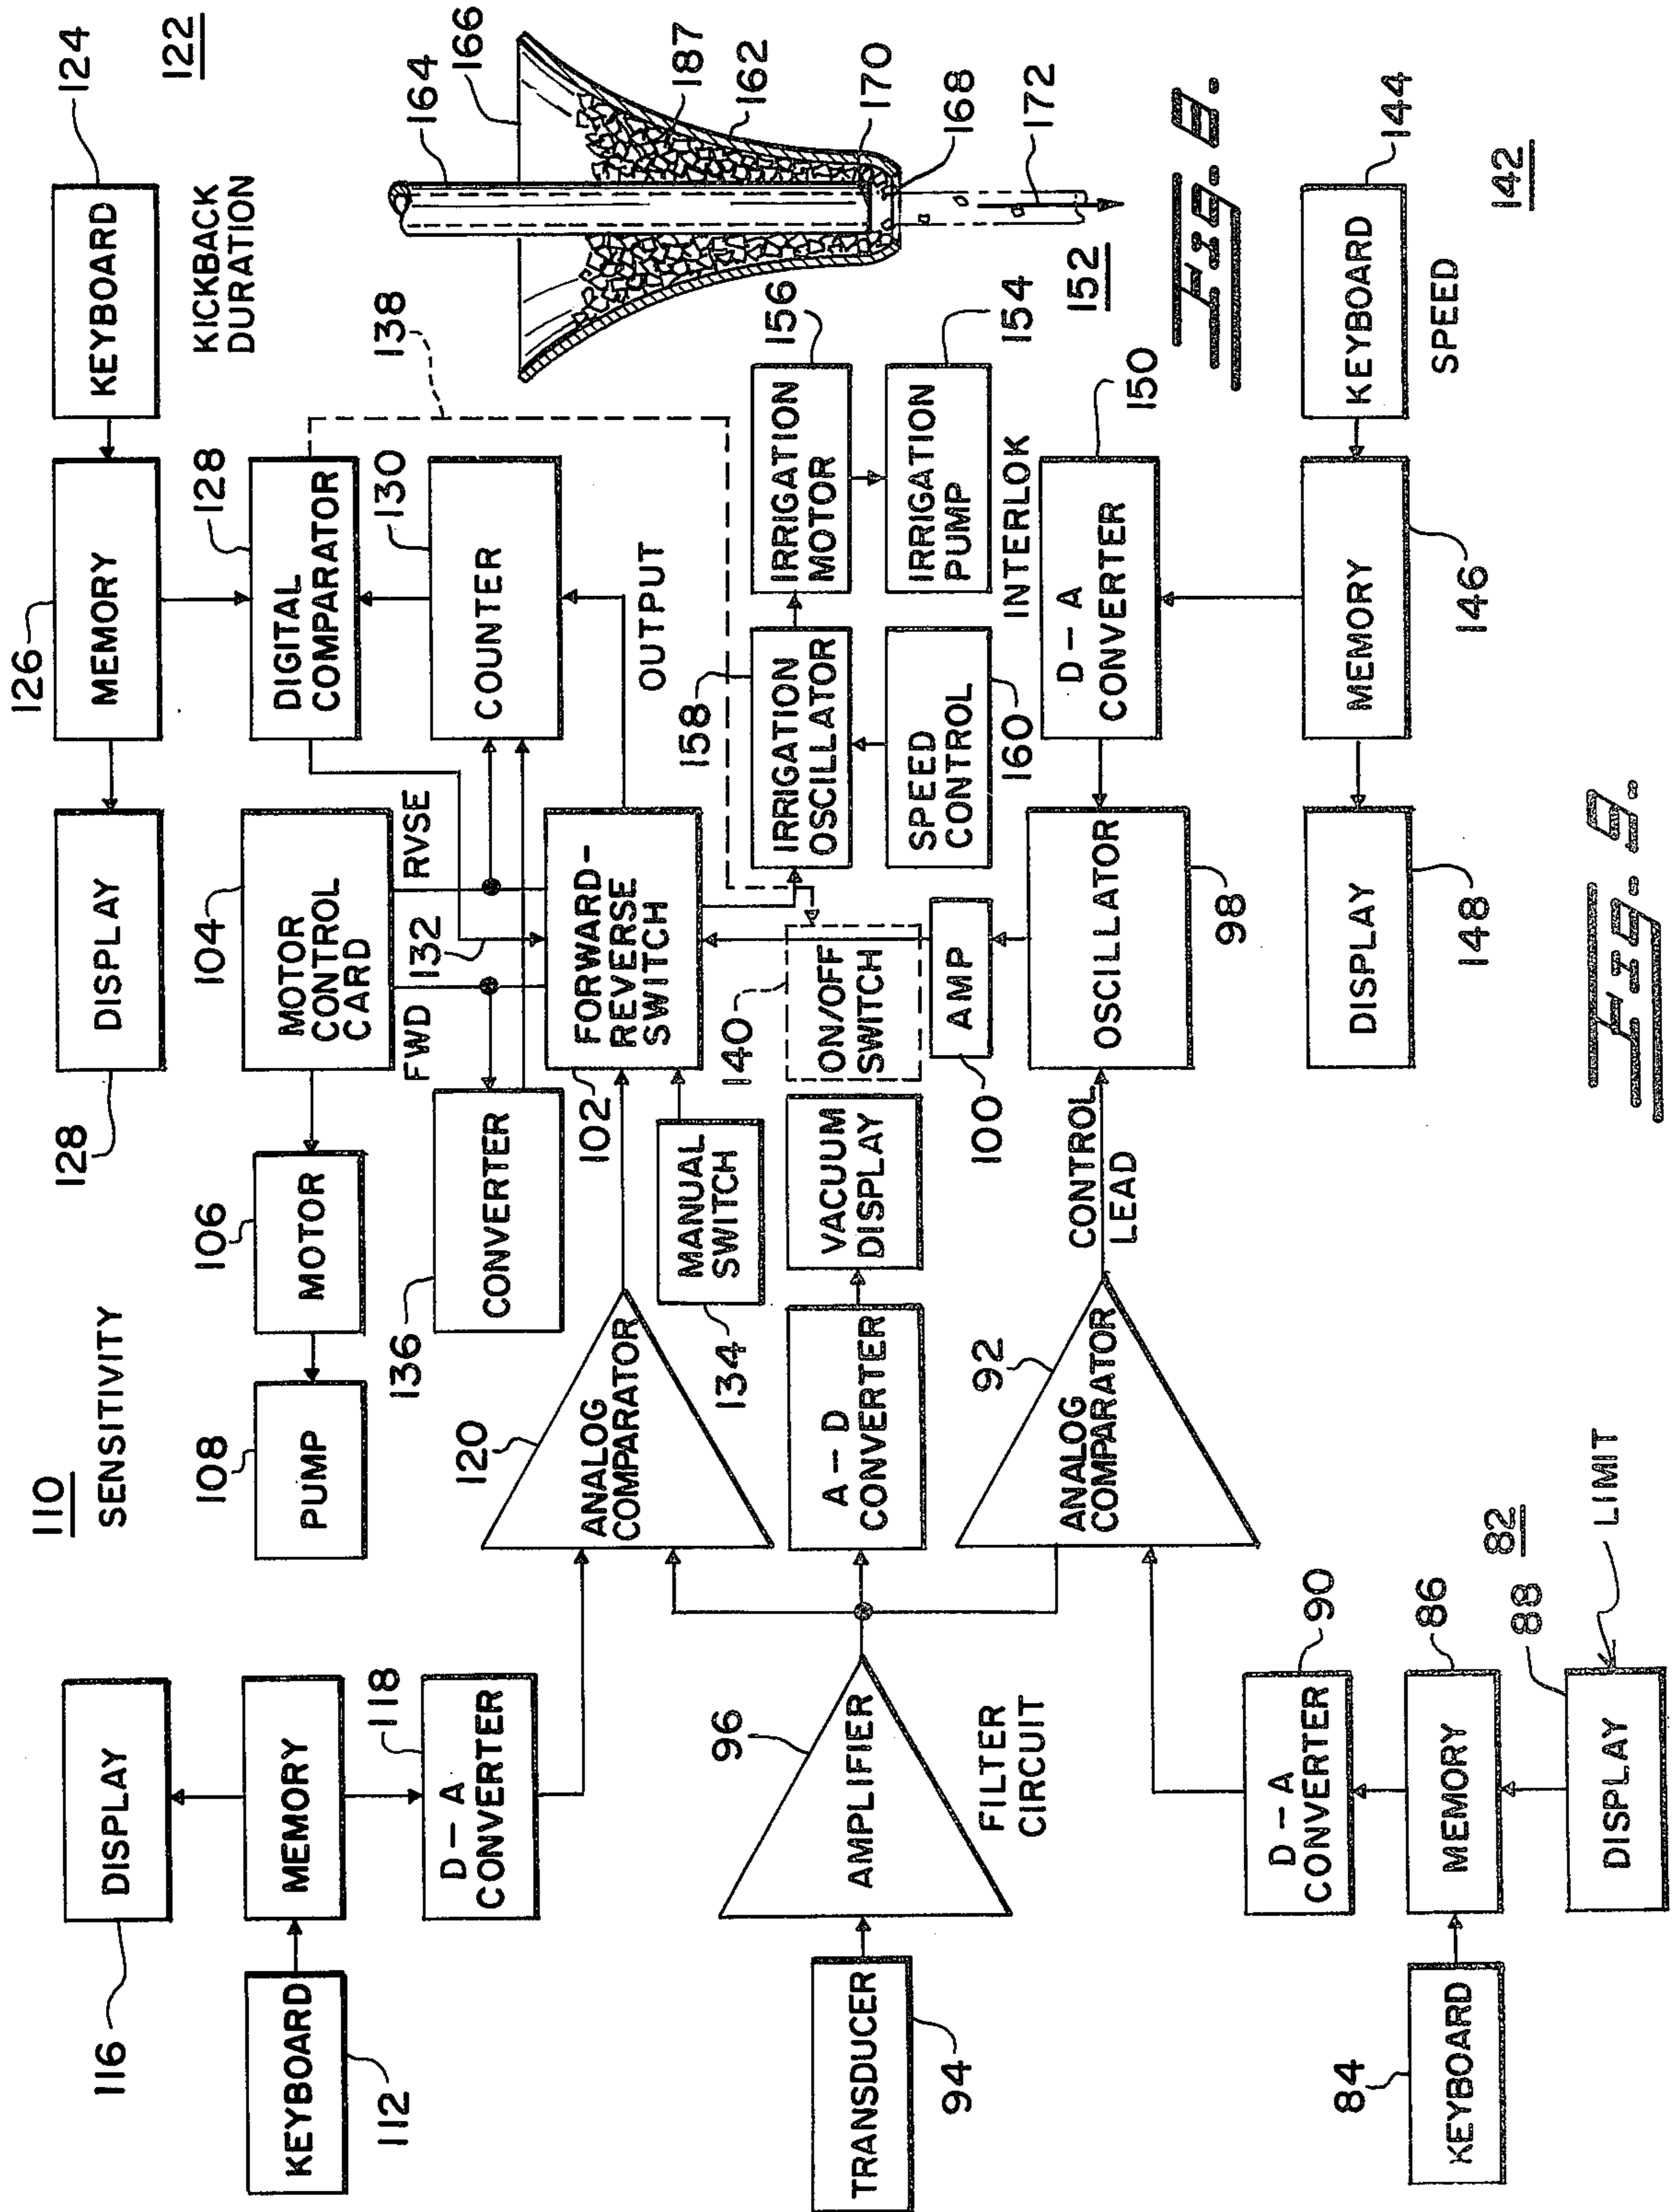 110
SENSITIVITY
122
124
KEYBOARD
KICKBACK
DURATION
126
MEMORY
128
DISPLAY
116
DISPLAY
MEMORY
KEYBOARD
112
118
D-A
CONVERTER
108
PUMP
106
MOTOR
104
MOTOR
CONTROL
CARD
FWD
132
RVSE
128
DIGITAL
COMPARATOR
138
130
COUNTER
OUTPUT
136
CONVERTER
102
FORWARD-
REVERSE
SWITCH
120
ANALOG
COMPARATOR
MANUAL
SWITCH
134
164
166
187
162
170
168
172
FIG. 8.
158
IRRIGATION
OSCILLATOR
156
IRRIGATION
MOTOR
152
154
IRRIGATION
PUMP
INTERLOK
SPEED
CONTROL
160
140
ON/OFF
SWITCH
VACUUM
DISPLAY
A-D
CONVERTER
96
AMPLIFIER
FILTER
CIRCUIT
TRANSDUCER
94
100
AMP
92
ANALOG
COMPARATOR
CONTROL
LEAD
OSCILLATOR
98
150
D-A
CONVERTER
142
144
KEYBOARD
SPEED
MEMORY
146
DISPLAY
148
90
D-A
CONVERTER
86
MEMORY
84
KEYBOARD
82
88
DISPLAY
LIMIT
FIG. 9.